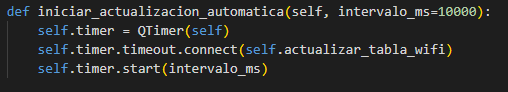 def iniciar_actualizacion_automatica(self, intervalo_ms=10000):
    self.timer = QTimer(self)
    self.timer.timeout.connect(self.actualizar_tabla_wifi)
    self.timer.start(intervalo_ms)